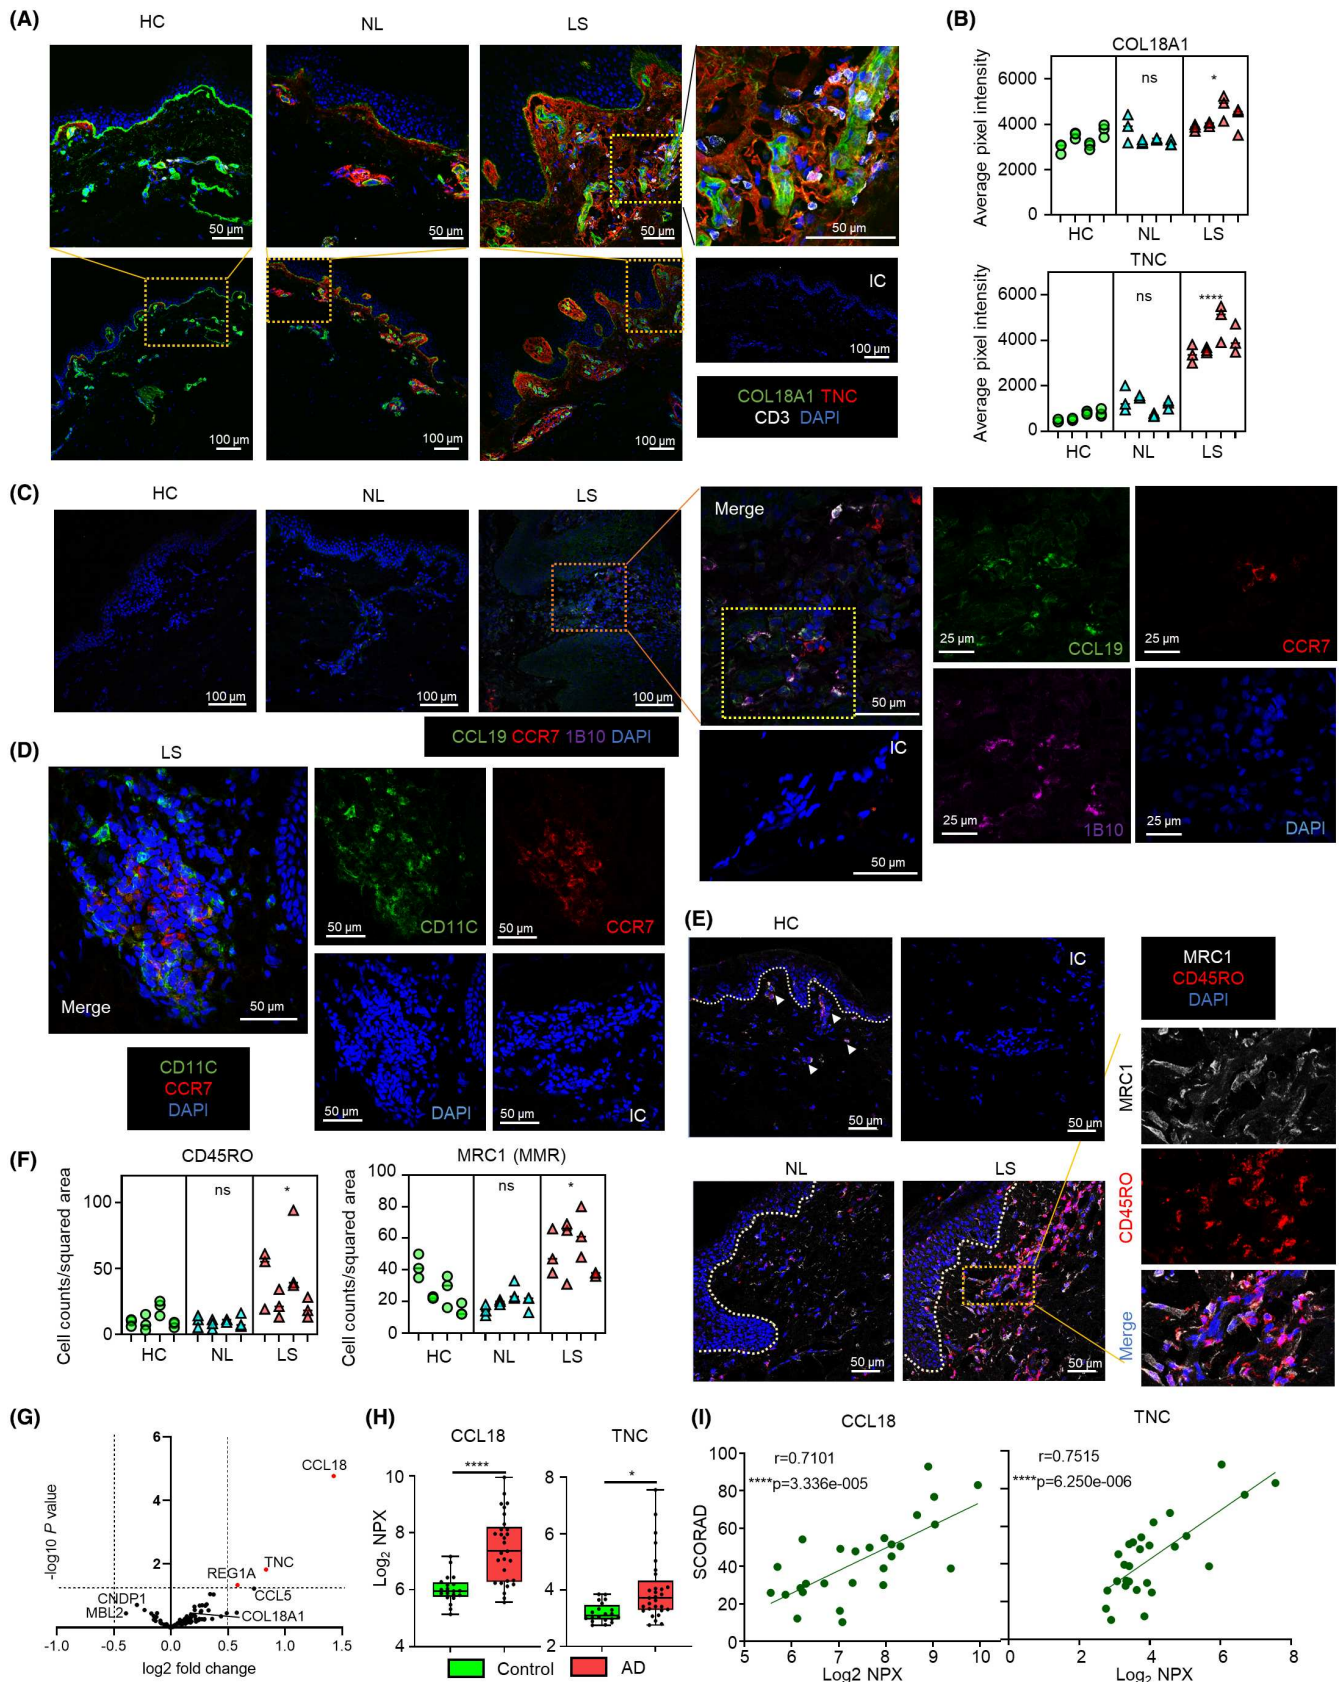 (A)
HC
NL
LS
50 µm
50 µm
50 µm
50 µm
100 µm
100 µm
100 µm
IC
100 µm
COL18A1 TNC
CD3 DAPI
(B)
COL18A1
Average pixel intensity
6000
4000
2000
0
ns
*
HC
NL
LS
TNC
Average pixel intensity
6000
4000
2000
0
ns
****
HC
NL
LS
(C)
HC
NL
LS
100 µm
100 µm
100 µm
CCL19 CCR7 1B10 DAPI
Merge
50 µm
IC
50 µm
25 µm
CCL19
25 µm
CCR7
25 µm
1B10
25 µm
DAPI
(D)
LS
Merge
50 µm
CD11C
CCR7
DAPI
50 µm
CD11C
50 µm
CCR7
50 µm
DAPI
50 µm
IC
(E)
HC
50 µm
IC
50 µm
NL
50 µm
LS
50 µm
MRC1
CD45RO
DAPI
MRC1
CD45RO
Merge
(F)
CD45RO
Cell counts/squared area
100
50
0
ns
*
HC
NL
LS
MRC1 (MMR)
Cell counts/squared area
100
80
60
40
20
0
ns
*
HC
NL
LS
(G)
-log10 P value
6
4
2
CCL18
TNC
REG1A
CCL5
CNDP1
MBL2
COL18A1
-1.0
-0.5
0.0
0.5
1.0
1.5
log2 fold change
(H)
CCL18
Log2 NPX
10
8
6
4
****
TNC
8
6
4
2
*
Control
AD
(I)
CCL18
SCORAD
100
80
60
40
20
0
r=0.7101
****p=3.336e-005
5
6
7
8
9
10
Log2 NPX
TNC
r=0.7515
****p=6.250e-006
0
2
4
6
8
Log2 NPX